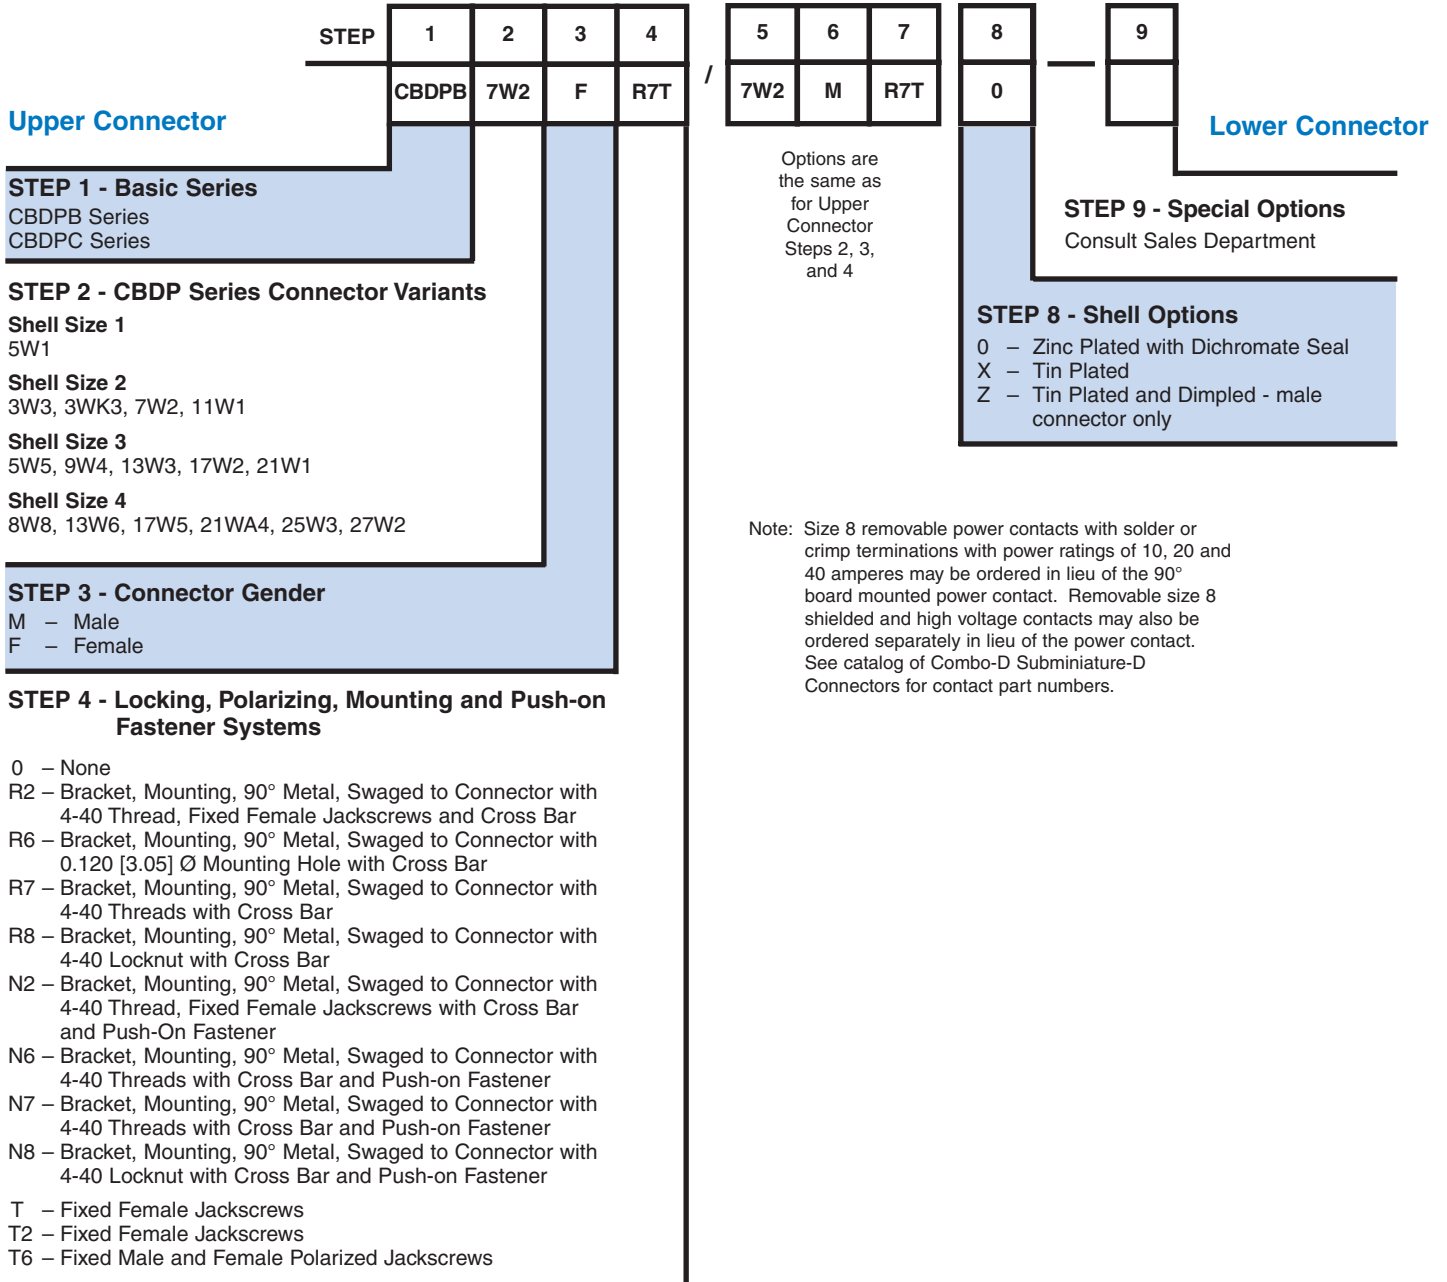 STEP 1 2 3 4 5 6 7 8 9
CBDPB 7W2 F R7T / 7W2 M R7T 0 —
Upper Connector
Lower Connector
STEP 1 - Basic Series
CBDPB Series
CBDPC Series
STEP 2 - CBDP Series Connector Variants
Shell Size 1
5W1
Shell Size 2
3W3, 3WK3, 7W2, 11W1
Shell Size 3
5W5, 9W4, 13W3, 17W2, 21W1
Shell Size 4
8W8, 13W6, 17W5, 21WA4, 25W3, 27W2
STEP 3 - Connector Gender
M – Male
F – Female
STEP 4 - Locking, Polarizing, Mounting and Push-on
Fastener Systems
0 – None
R2 – Bracket, Mounting, 90° Metal, Swaged to Connector with
4-40 Thread, Fixed Female Jackscrews and Cross Bar
R6 – Bracket, Mounting, 90° Metal, Swaged to Connector with
0.120 [3.05] Ø Mounting Hole with Cross Bar
R7 – Bracket, Mounting, 90° Metal, Swaged to Connector with
4-40 Threads with Cross Bar
R8 – Bracket, Mounting, 90° Metal, Swaged to Connector with
4-40 Locknut with Cross Bar
N2 – Bracket, Mounting, 90° Metal, Swaged to Connector with
4-40 Thread, Fixed Female Jackscrews with Cross Bar
and Push-On Fastener
N6 – Bracket, Mounting, 90° Metal, Swaged to Connector with
4-40 Threads with Cross Bar and Push-on Fastener
N7 – Bracket, Mounting, 90° Metal, Swaged to Connector with
4-40 Threads with Cross Bar and Push-on Fastener
N8 – Bracket, Mounting, 90° Metal, Swaged to Connector with
4-40 Locknut with Cross Bar and Push-on Fastener
T – Fixed Female Jackscrews
T2 – Fixed Female Jackscrews
T6 – Fixed Male and Female Polarized Jackscrews
Options are
the same as
for Upper
Connector
Steps 2, 3,
and 4
STEP 9 - Special Options
Consult Sales Department
STEP 8 - Shell Options
0 – Zinc Plated with Dichromate Seal
X – Tin Plated
Z – Tin Plated and Dimpled - male
connector only
Note: Size 8 removable power contacts with solder or
crimp terminations with power ratings of 10, 20 and
40 amperes may be ordered in lieu of the 90°
board mounted power contact. Removable size 8
shielded and high voltage contacts may also be
ordered separately in lieu of the power contact.
See catalog of Combo-D Subminiature-D
Connectors for contact part numbers.